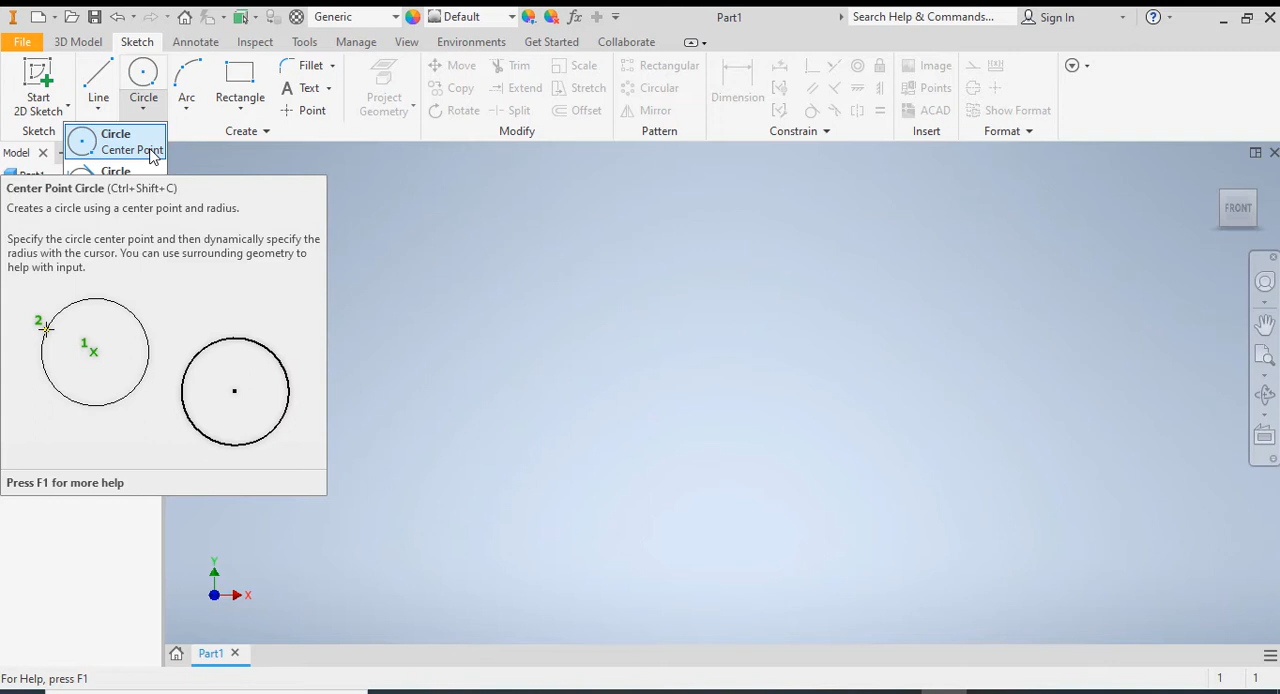 Generic
Default
Part1
Search Help & Commands...
Sign In
File
3D Model
Sketch
Annotate
Inspect
Tools
Manage
View
Environments
Get Started
Collaborate
Start
2D Sketch
Line
Circle
Arc
Rectangle
Fillet
Text
Point
Project
Geometry
Move
Trim
Scale
Copy
Extend
Stretch
Rotate
Split
Offset
Rectangular
Circular
Mirror
Dimension
Image
Points
ACAD
Show Format
Sketch
Create
Modify
Pattern
Constrain
Insert
Format
Model
Circle
Center Point
Circle
Part1
Center Point Circle (Ctrl+Shift+C)
Creates a circle using a center point and radius.
Specify the circle center point and then dynamically specify the
radius with the cursor. You can use surrounding geometry to
help with input.
2
1
Press F1 for more help
FRONT
Y
X
Part1
For Help, press F1
1 1